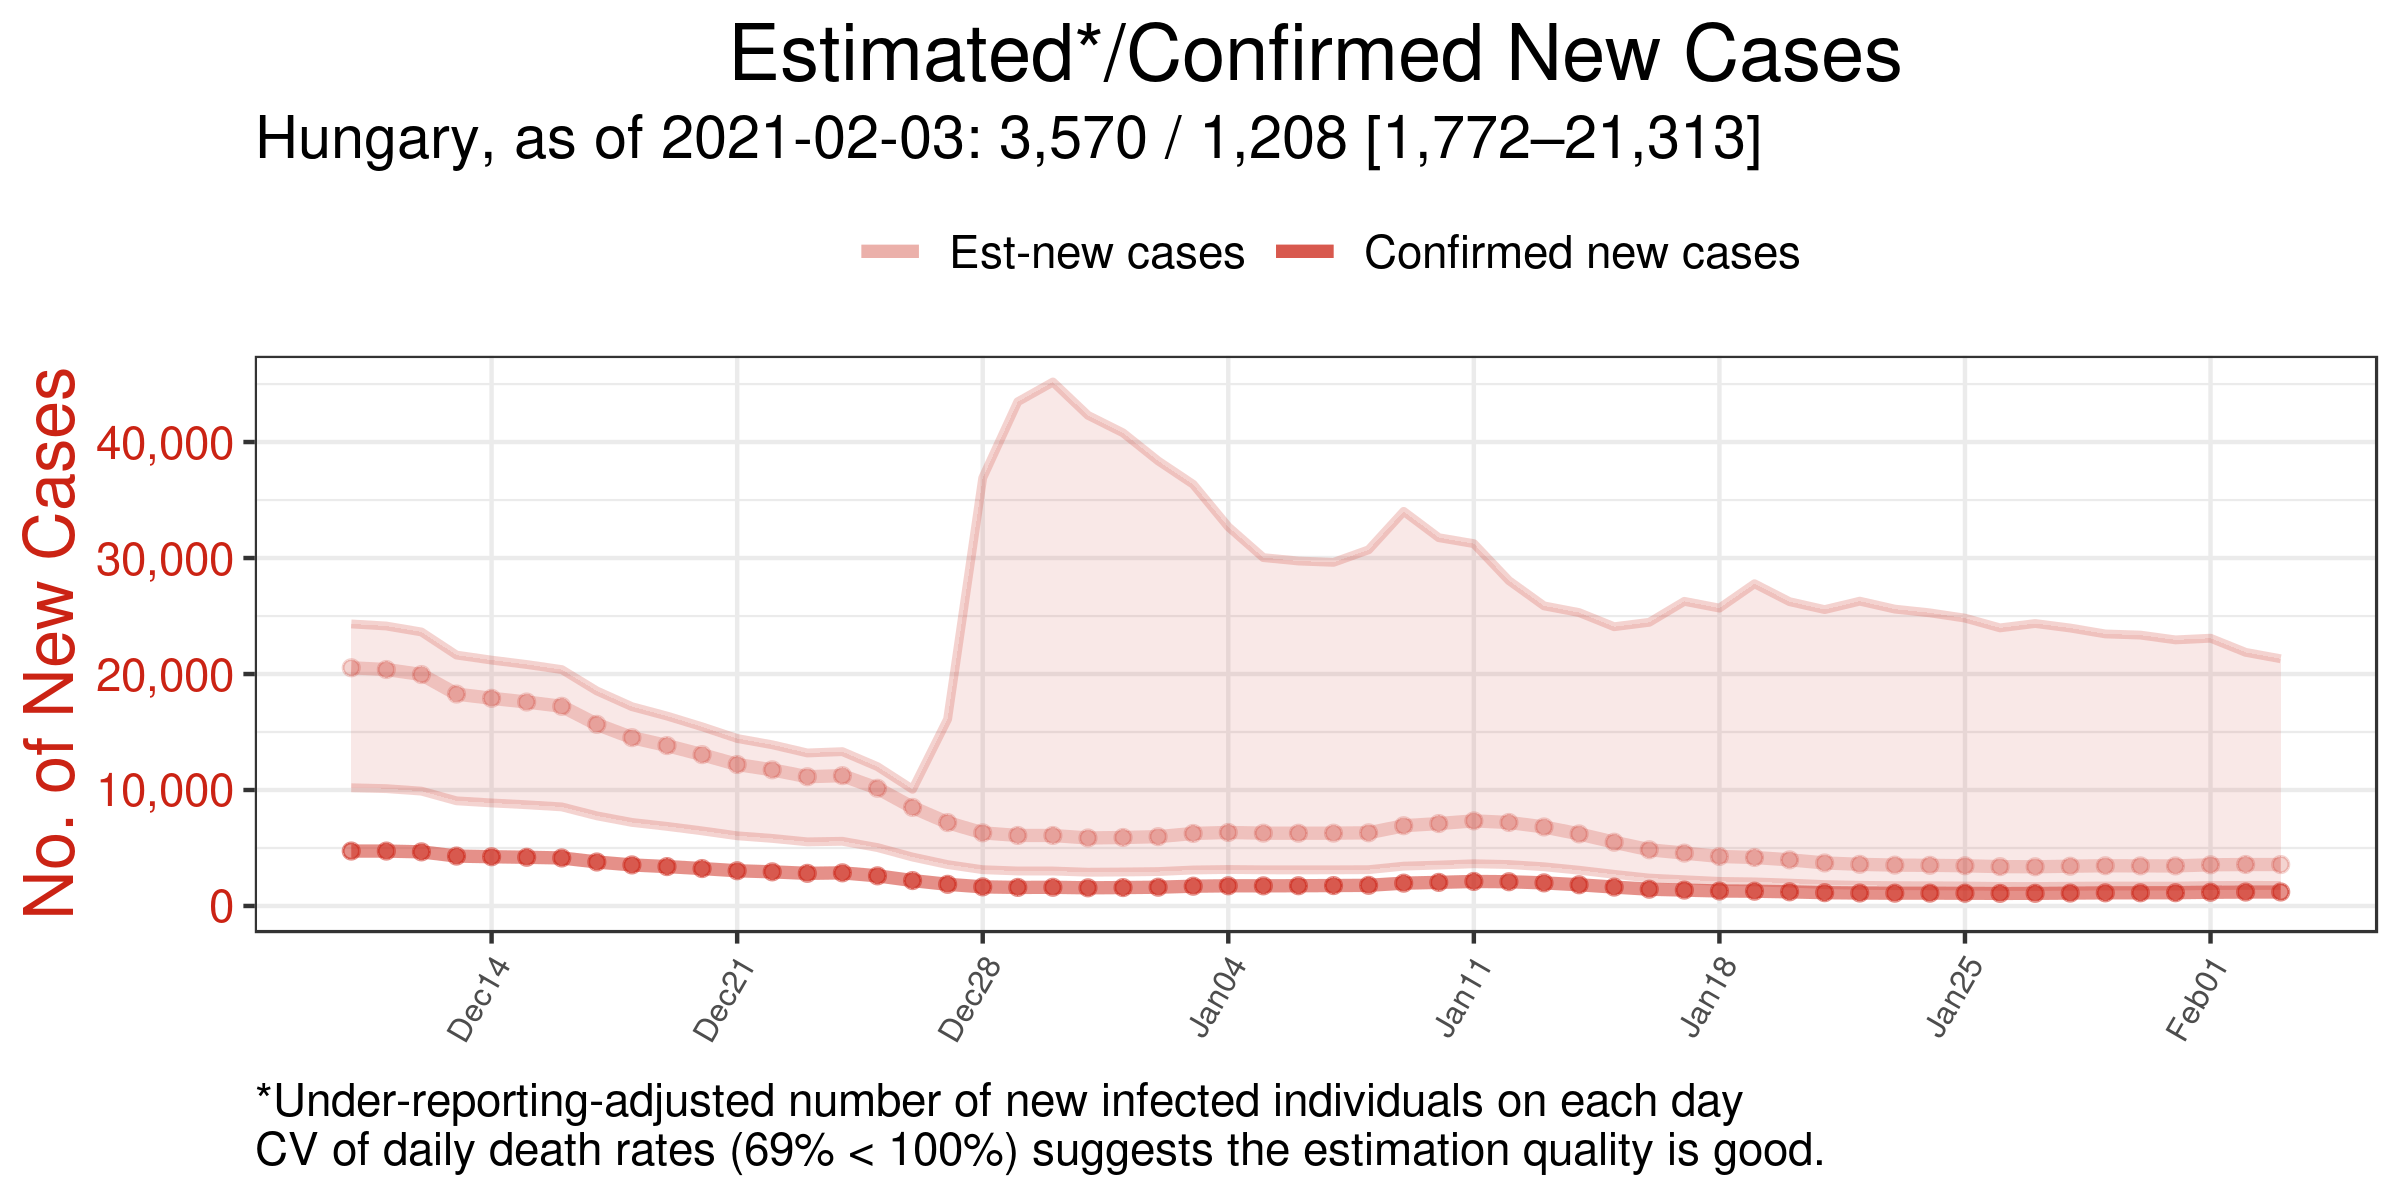 Estimated*/Confirmed New Cases
Hungary, as of 2021-02-03: 3,570 / 1,208 [1,772–21,313]
Est-new cases
Confirmed new cases
No. of New Cases
40,000
30,000
20,000
10,000
0
Dec14
Dec21
Dec28
Jan04
Jan11
Jan18
Jan25
Feb01
*Under-reporting-adjusted number of new infected individuals on each day
CV of daily death rates (69% < 100%) suggests the estimation quality is good.